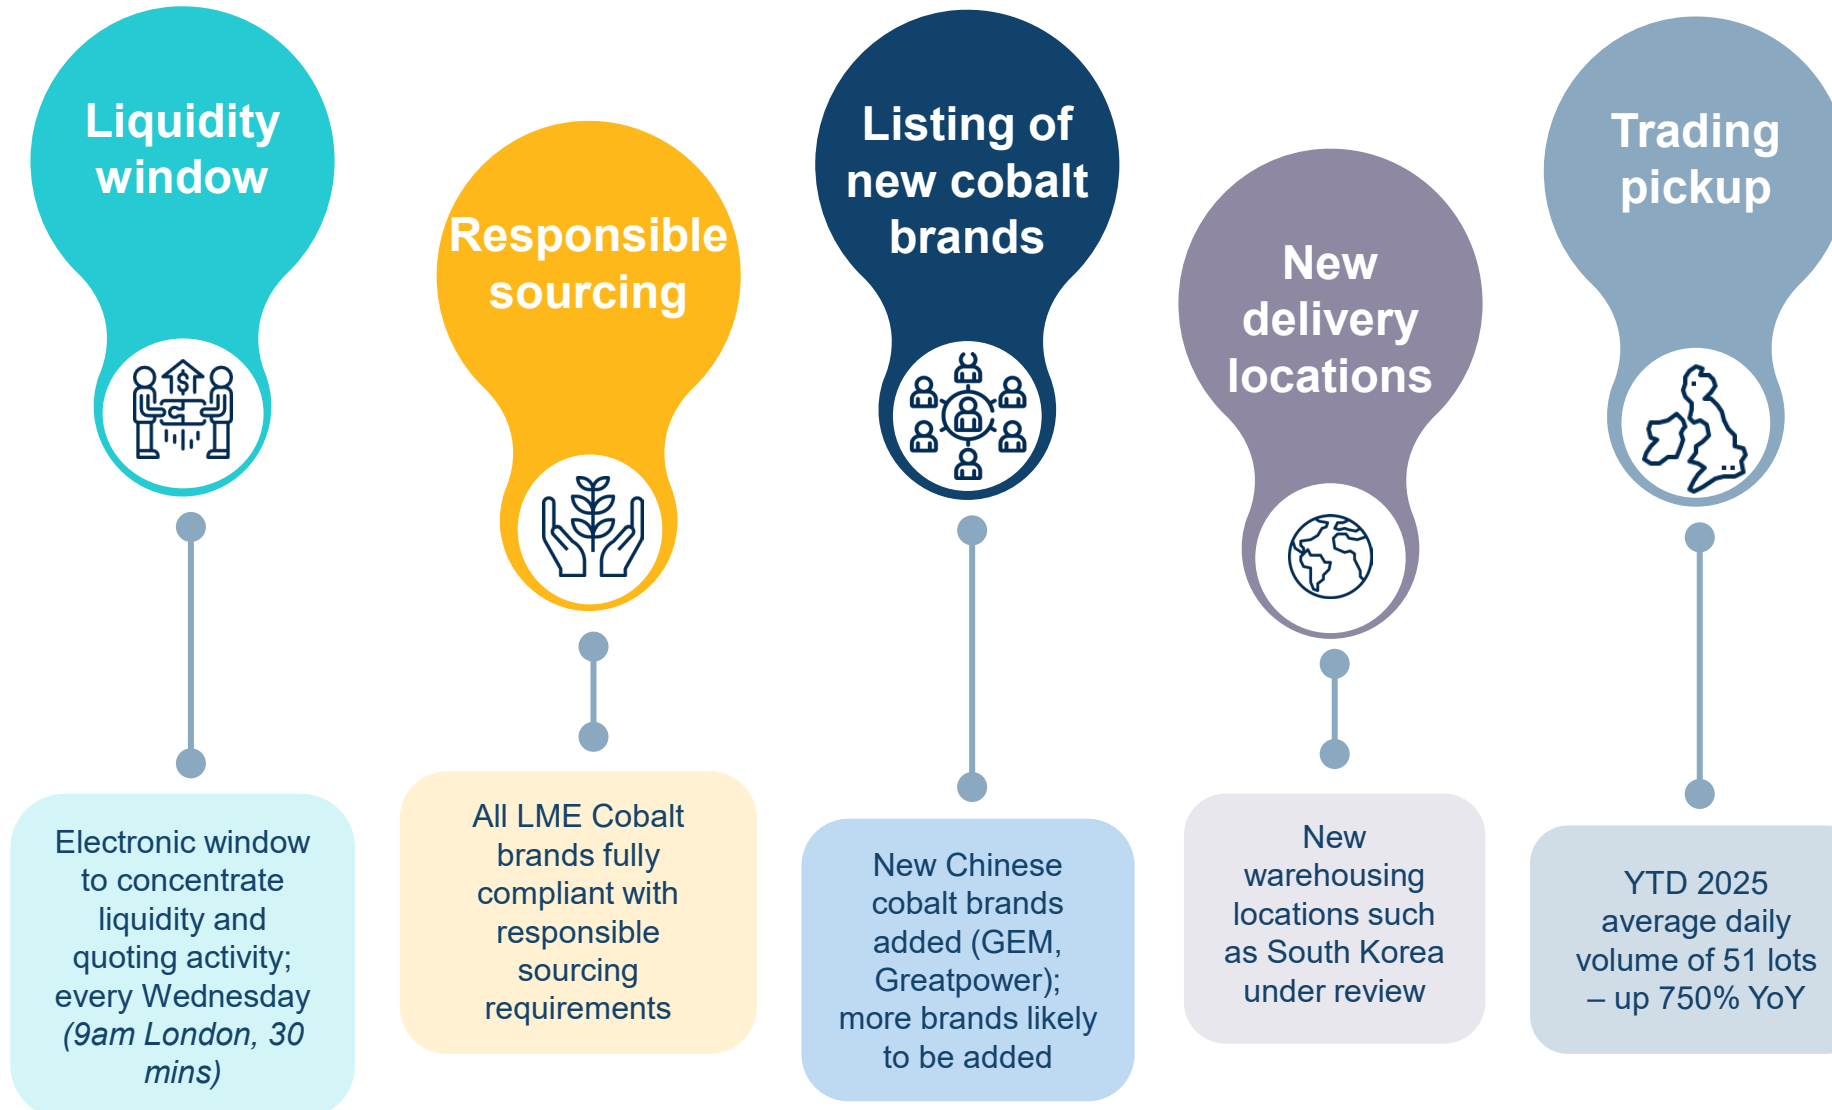 Liquidity
window
Electronic window
to concentrate
liquidity and
quoting activity;
every Wednesday
(9am London, 30
mins)
Responsible
sourcing
All LME Cobalt
brands fully
compliant with
responsible
sourcing
requirements
Listing of
new cobalt
brands
New Chinese
cobalt brands
added (GEM,
Greatpower);
more brands likely
to be added
New
delivery
locations
New
warehousing
locations such
as South Korea
under review
Trading
pickup
YTD 2025
average daily
volume of 51 lots
– up 750% YoY